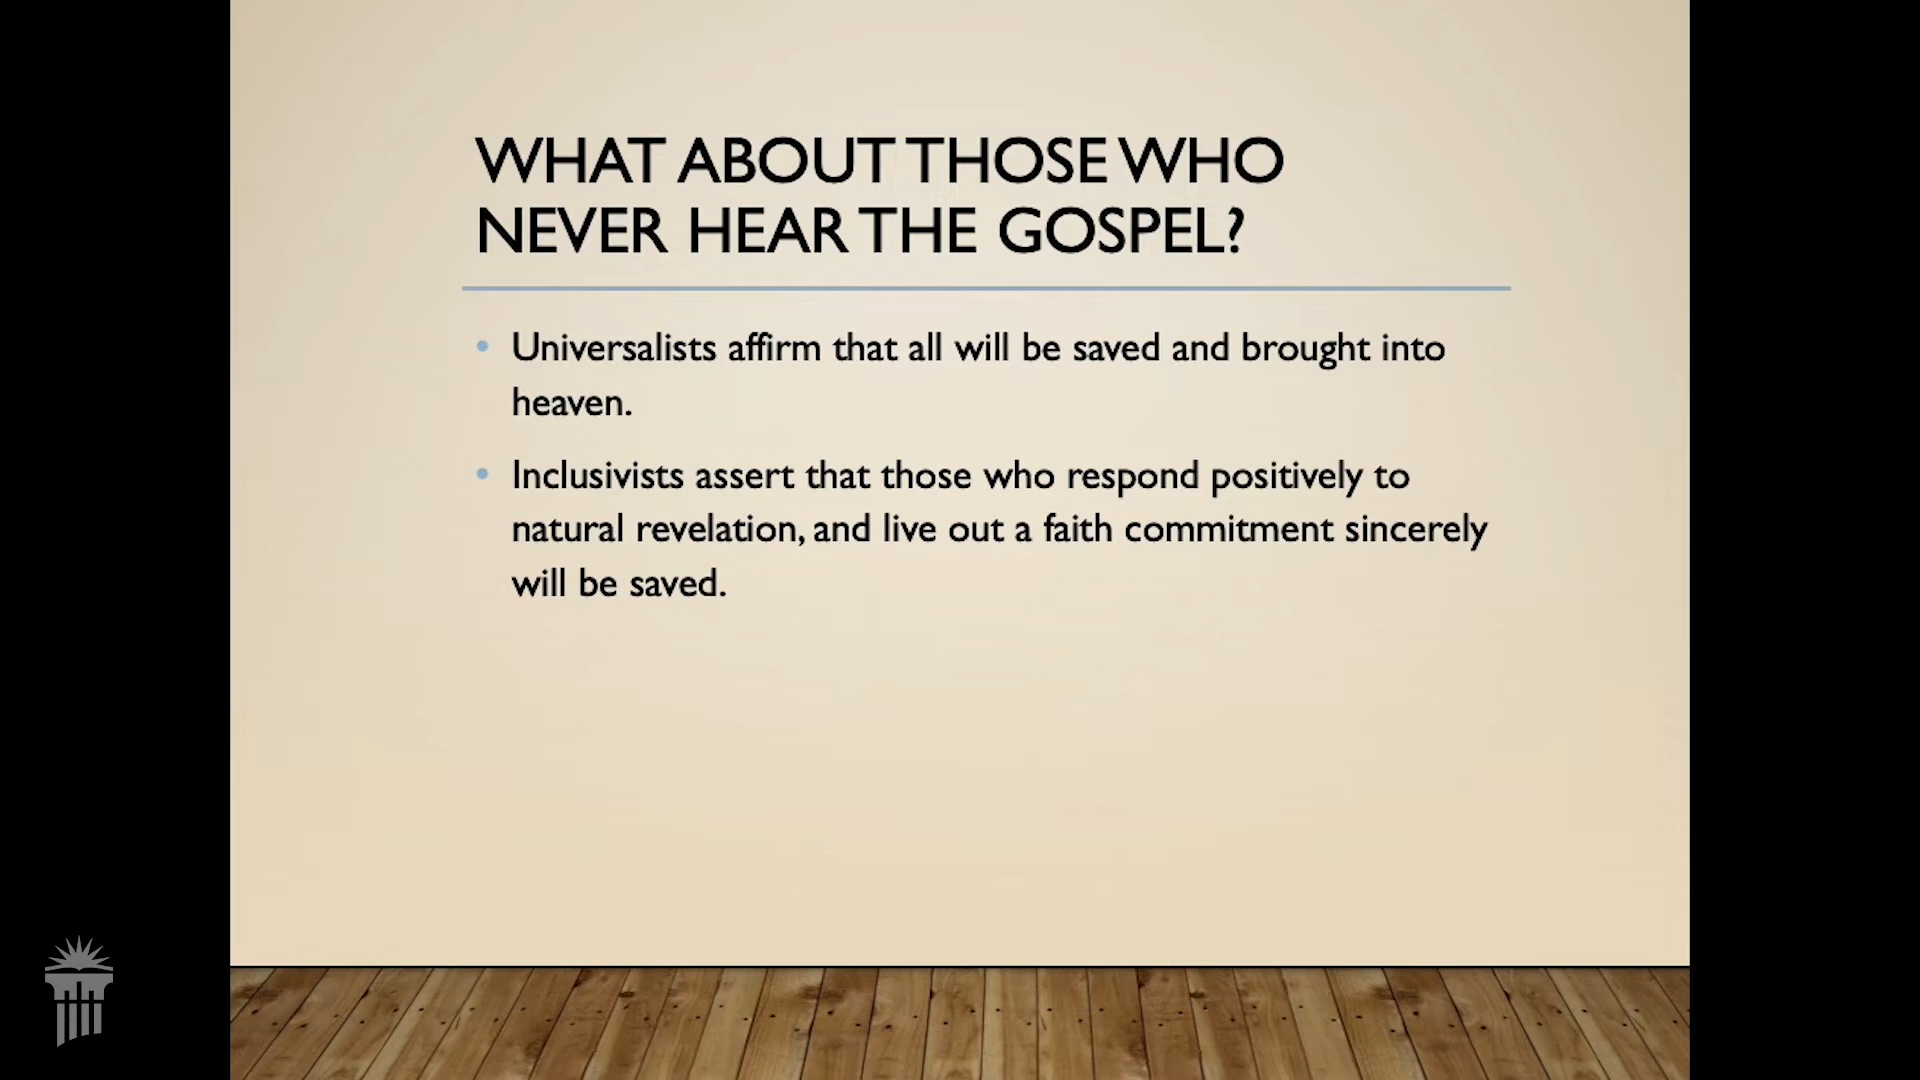 WHAT ABOUT THOSE WHO
NEVER HEAR THE GOSPEL?
• Universalists affirm that all will be saved and brought into
heaven.
• Inclusivists assert that those who respond positively to
natural revelation, and live out a faith commitment sincerely
will be saved.